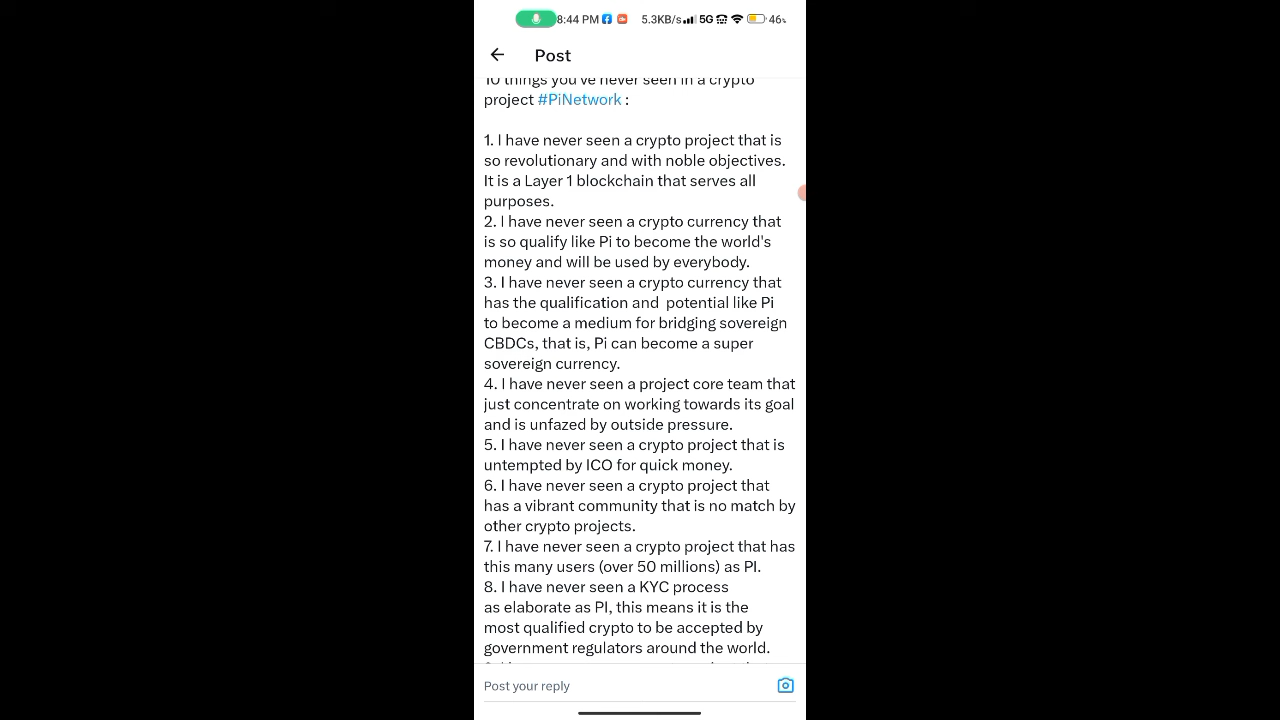 8:44 PM 5.3KB/s 5G 46%
Post
10 things you've never seen in a crypto
project #PiNetwork :
1. I have never seen a crypto project that is
so revolutionary and with noble objectives.
It is a Layer 1 blockchain that serves all
purposes.
2. I have never seen a crypto currency that
is so qualify like Pi to become the world's
money and will be used by everybody.
3. I have never seen a crypto currency that
has the qualification and  potential like Pi
to become a medium for bridging sovereign
CBDCs, that is, Pi can become a super
sovereign currency.
4. I have never seen a project core team that
just concentrate on working towards its goal
and is unfazed by outside pressure.
5. I have never seen a crypto project that is
untempted by ICO for quick money.
6. I have never seen a crypto project that
has a vibrant community that is no match by
other crypto projects.
7. I have never seen a crypto project that has
this many users (over 50 millions) as PI.
8. I have never seen a KYC process
as elaborate as PI, this means it is the
most qualified crypto to be accepted by
government regulators around the world.
Post your reply